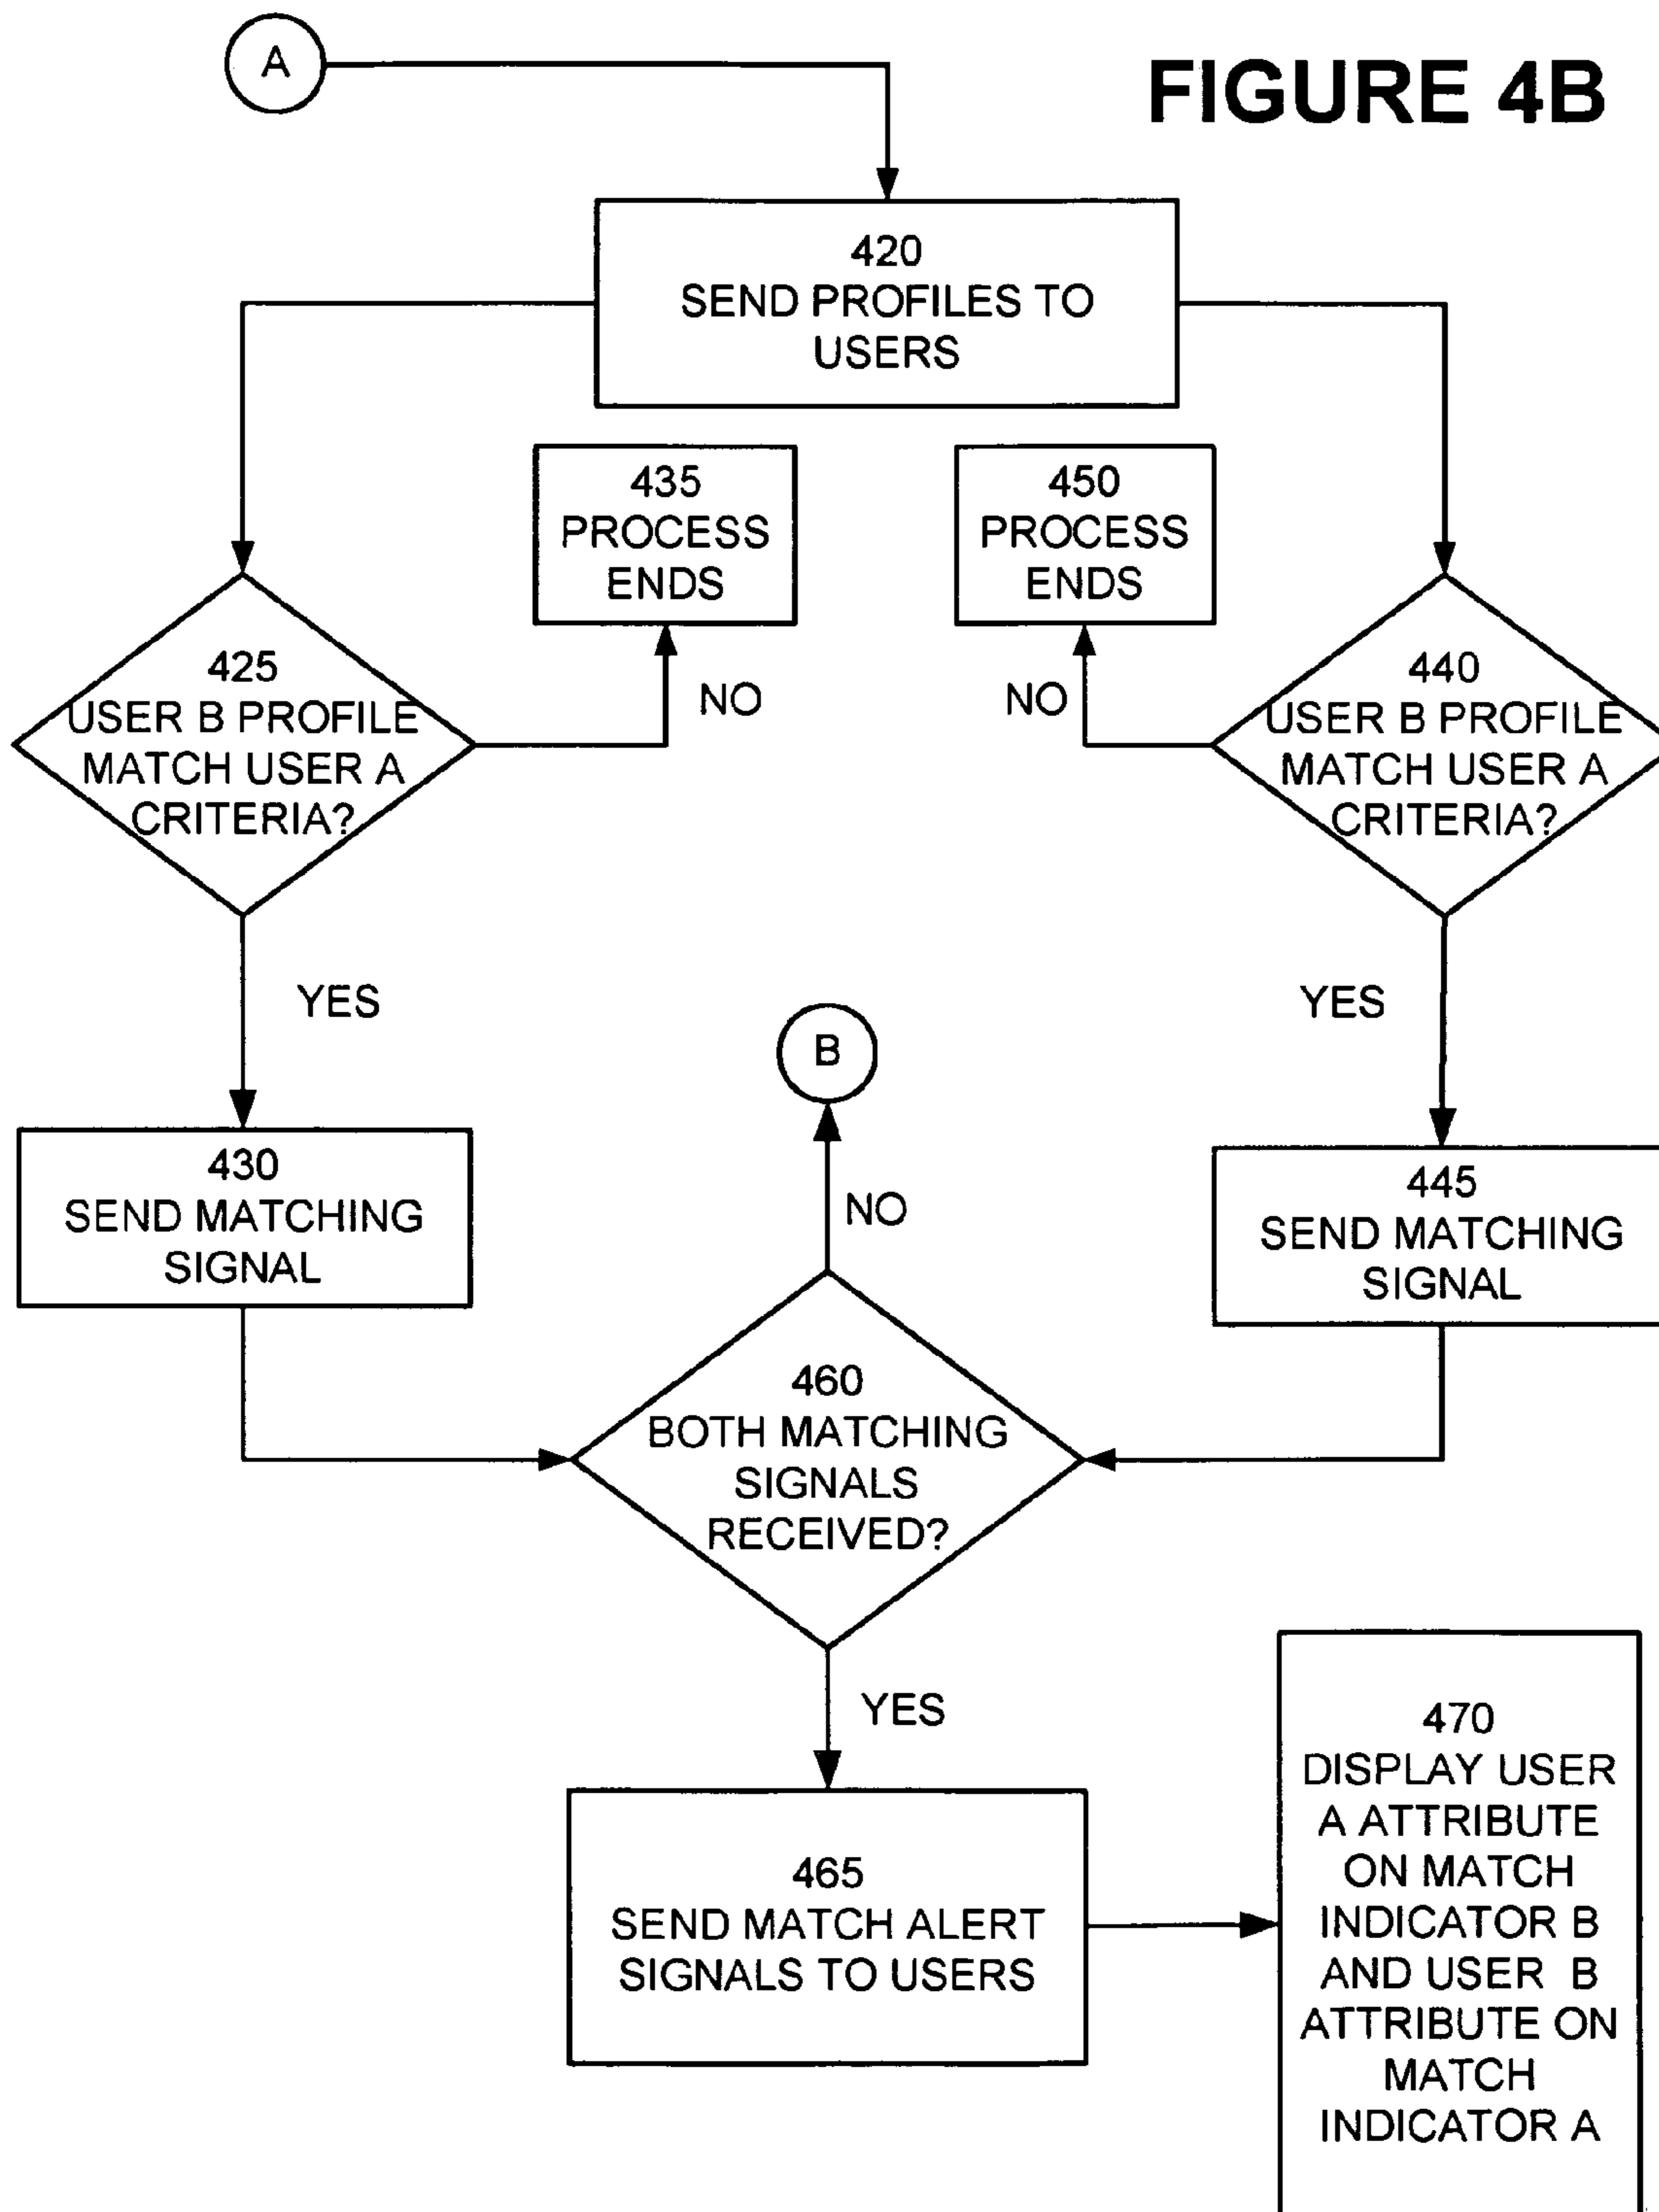 A
FIGURE 4B
420
SEND PROFILES TO
USERS
435
PROCESS
ENDS
450
PROCESS
ENDS
425
USER B PROFILE
MATCH USER A
CRITERIA?
NO
NO
440
USER B PROFILE
MATCH USER A
CRITERIA?
YES
YES
B
430
SEND MATCHING
SIGNAL
NO
445
SEND MATCHING
SIGNAL
460
BOTH MATCHING
SIGNALS
RECEIVED?
YES
465
SEND MATCH ALERT
SIGNALS TO USERS
470
DISPLAY USER
A ATTRIBUTE
ON MATCH
INDICATOR B
AND USER B
ATTRIBUTE ON
MATCH
INDICATOR A